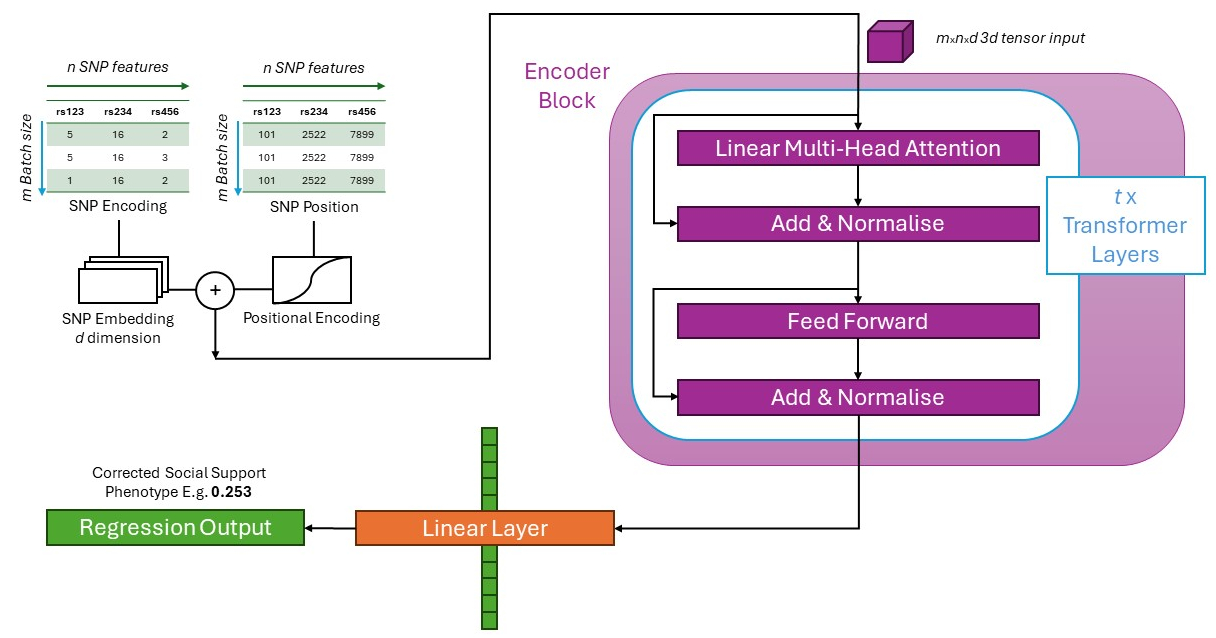 n SNP features
m Batch size
rs123 rs234 rs456
5 16 2
5 16 3
1 16 2
SNP Encoding
n SNP features
m Batch size
rs123 rs234 rs456
101 2522 7899
101 2522 7899
101 2522 7899
SNP Position
SNP Embedding
d dimension
+
Positional Encoding
mxnxd 3d tensor input
Encoder
Block
Linear Multi-Head Attention
Add & Normalise
Feed Forward
Add & Normalise
t x
Transformer
Layers
Linear Layer
Corrected Social Support
Phenotype E.g. 0.253
Regression Output